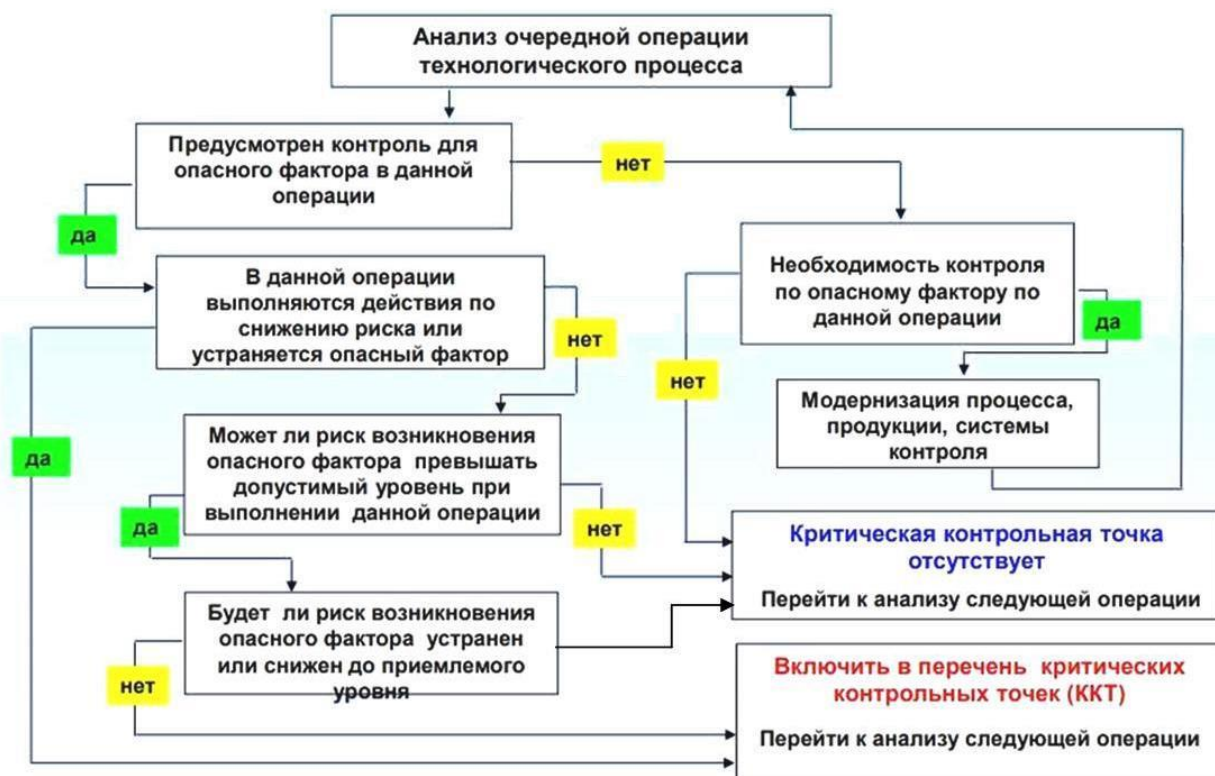 Анализ очередной операции
технологического процесса
Предусмотрен контроль для
опасного фактора в данной
операции
нет
да
В данной операции
выполняются действия по
снижению риска или
устраняется опасный фактор
нет
Необходимость контроля
по опасному фактору по
данной операции
да
нет
Модернизация процесса,
продукции, системы
контроля
да
Может ли риск возникновения
опасного фактора превышать
допустимый уровень при
выполнении данной операции
да
нет
Критическая контрольная точка
отсутствует
Перейти к анализу следующей операции
Будет ли риск возникновения
опасного фактора устранен
или снижен до приемлемого
уровня
нет
Включить в перечень критических
контрольных точек (ККТ)
Перейти к анализу следующей операции